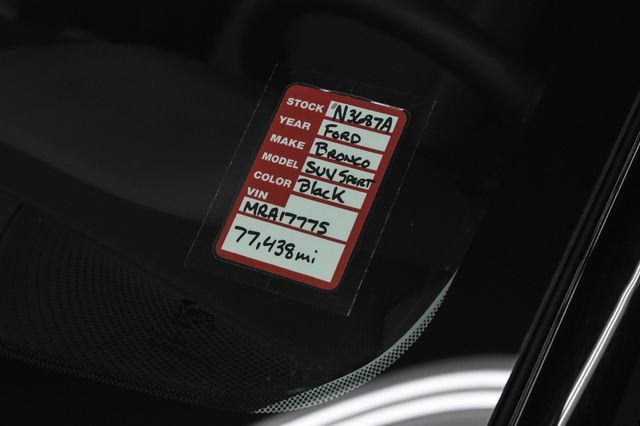 STOCK #N3687A
YEAR FORD
MAKE BRONCO
MODEL SUV SPORT
COLOR Black
VIN
MRA17775
77,438mi